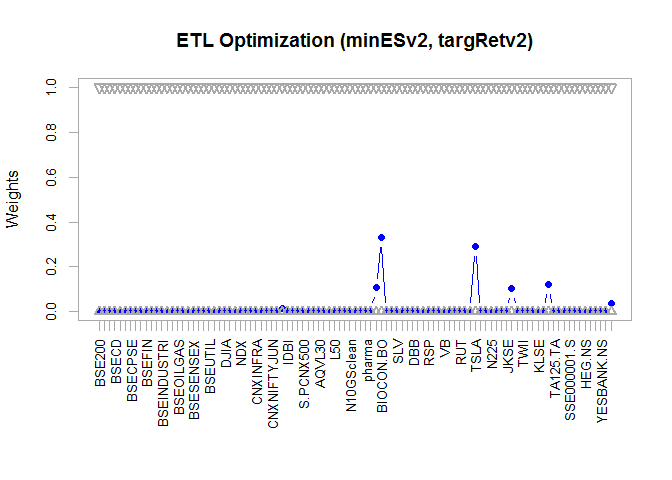 ETL Optimization (minESv2, targRetv2)
Weights
1.0
0.8
0.6
0.4
0.2
0.0
BSE200
BSECD
BSECPSE
BSEFIN
BSEINDUSTRI
BSEOILGAS
BSESENSEX
BSEUTIL
DJIA
NDX
CNXINFRA
CNXNIFTYJUN
IDBI
S.PCNX500
AQVL30
L50
N10GSclean
pharma
BIOCON.BO
SLV
DBB
RSP
VB
RUT
TSLA
N225
JKSE
TWII
KLSE
TA125.TA
SSE000001.S
HEG.NS
YESBANK.NS